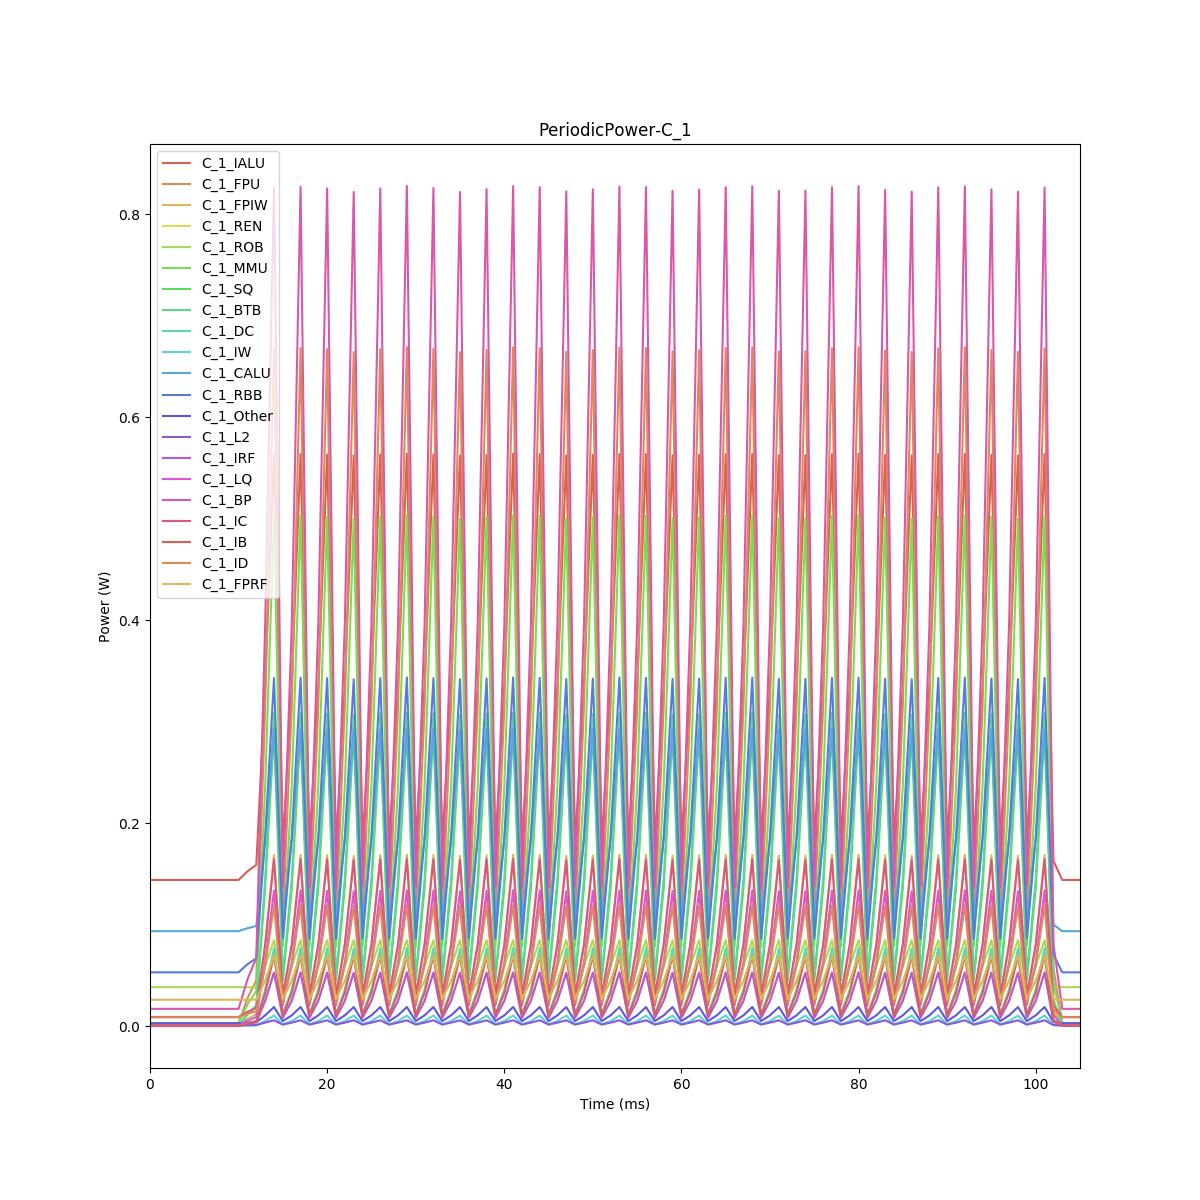 PeriodicPower-C_1
C_1_IALU
C_1_FPU
C_1_FPIW
C_1_REN
C_1_ROB
C_1_MMU
C_1_SQ
C_1_BTB
C_1_DC
C_1_IW
C_1_CALU
C_1_RBB
C_1_Other
C_1_L2
C_1_IRF
C_1_LQ
C_1_BP
C_1_IC
C_1_IB
C_1_ID
C_1_FPRF
0.8
0.6
0.4
0.2
0.0
Power (W)
0 20 40 60 80 100
Time (ms)